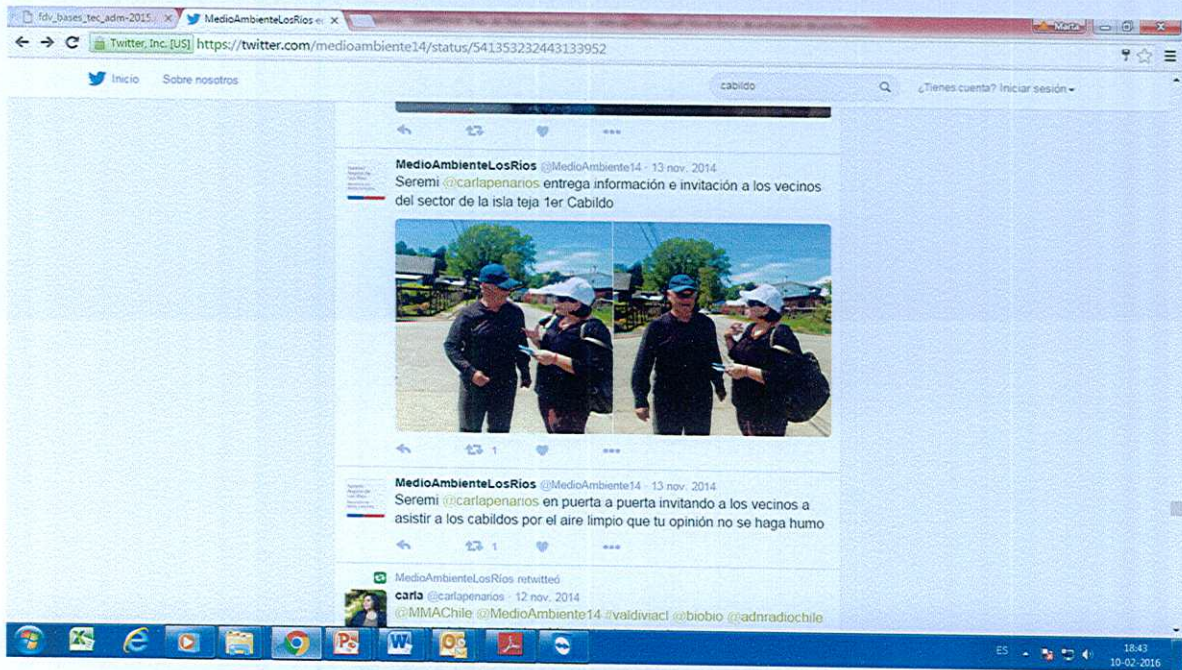 fdv_bases_tec_adm-2015.
MedioAmbienteLosRíos e
Marta
Twitter, Inc. [US] https://twitter.com/medioambiente14/status/541353232443133952
Inicio Sobre nosotros cabildo ¿Tienes cuenta? Iniciar sesión
MedioAmbienteLosRios @MedioAmbiente14 · 13 nov. 2014
Seremi @carlapenarios entrega información e invitación a los vecinos
del sector de la isla teja 1er Cabildo
1
MedioAmbienteLosRios @MedioAmbiente14 · 13 nov. 2014
Seremi @carlapenarios en puerta a puerta invitando a los vecinos a
asistir a los cabildos por el aire limpio que tu opinión no se haga humo
1
MedioAmbienteLosRíos retwitteó
carla @carlapenarios · 12 nov. 2014
@MMAChile @MedioAmbiente14 #valdiviacl @biobio @adnradiochile
ES 18:43
10-02-2016